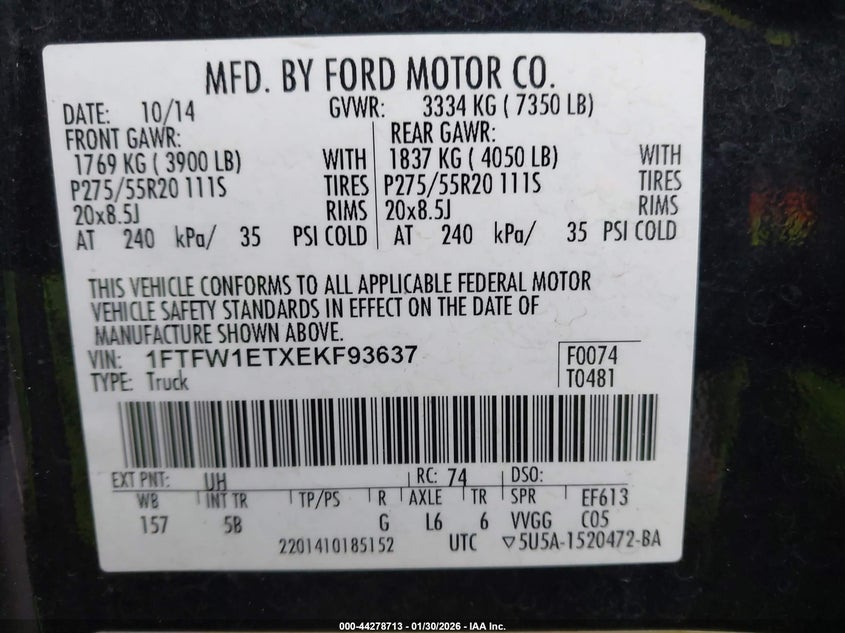 MFD. BY FORD MOTOR CO.
DATE: 10/14 GVWR: 3334 KG ( 7350 LB)
FRONT GAWR: REAR GAWR:
1769 KG ( 3900 LB) WITH 1837 KG ( 4050 LB) WITH
P275/55R20 111S TIRES P275/55R20 111S TIRES
20x8.5J RIMS 20x8.5J RIMS
AT 240 kPa/ 35 PSI COLD AT 240 kPa/ 35 PSI COLD
THIS VEHICLE CONFORMS TO ALL APPLICABLE FEDERAL MOTOR
VEHICLE SAFETY STANDARDS IN EFFECT ON THE DATE OF
MANUFACTURE SHOWN ABOVE.
VIN: 1FTFW1ETXEKF93637 F0074
TYPE: Truck T0481
EXT PNT: UH RC: 74 DSO:
WB INT TR TP/PS R AXLE TR SPR EF613
157 5B G L6 6 VVGG C05
2201410185152 UTC ▽5U5A-1520472-BA
000-44278713 - 01/30/2026 - IAA Inc.